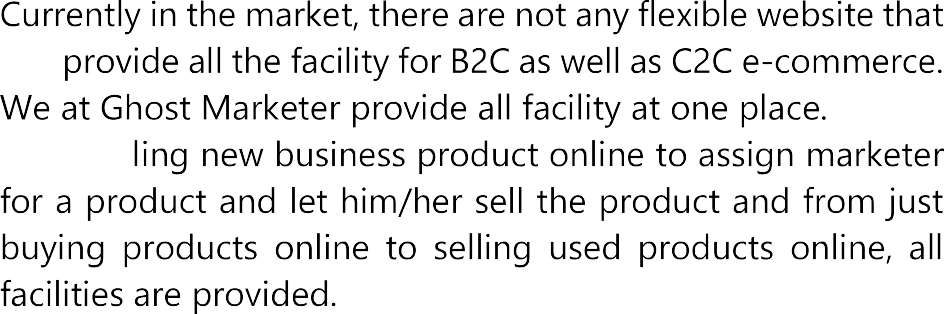 Currently in the market, there are not any flexible website that
provide all the facility for B2C as well as C2C e-commerce.
We at Ghost Marketer provide all facility at one place.
ling new business product online to assign marketer
for a product and let him/her sell the product and from just
buying products online to selling used products online, all
facilities are provided.